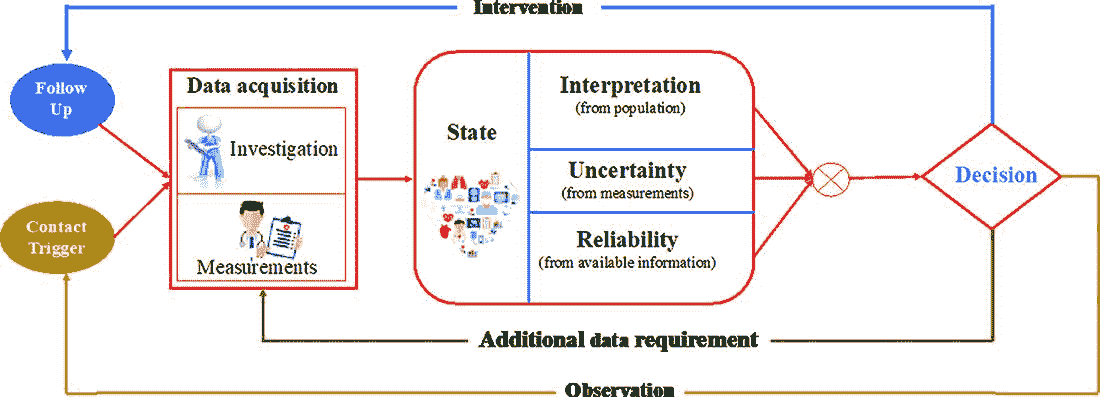 Intervention
Follow
Up
Data acquisition
Investigation
Measurements
Contact
Trigger
State
Interpretation
(from population)
Uncertainty
(from measurements)
Reliability
(from available information)
Decision
Additional data requirement
Observation